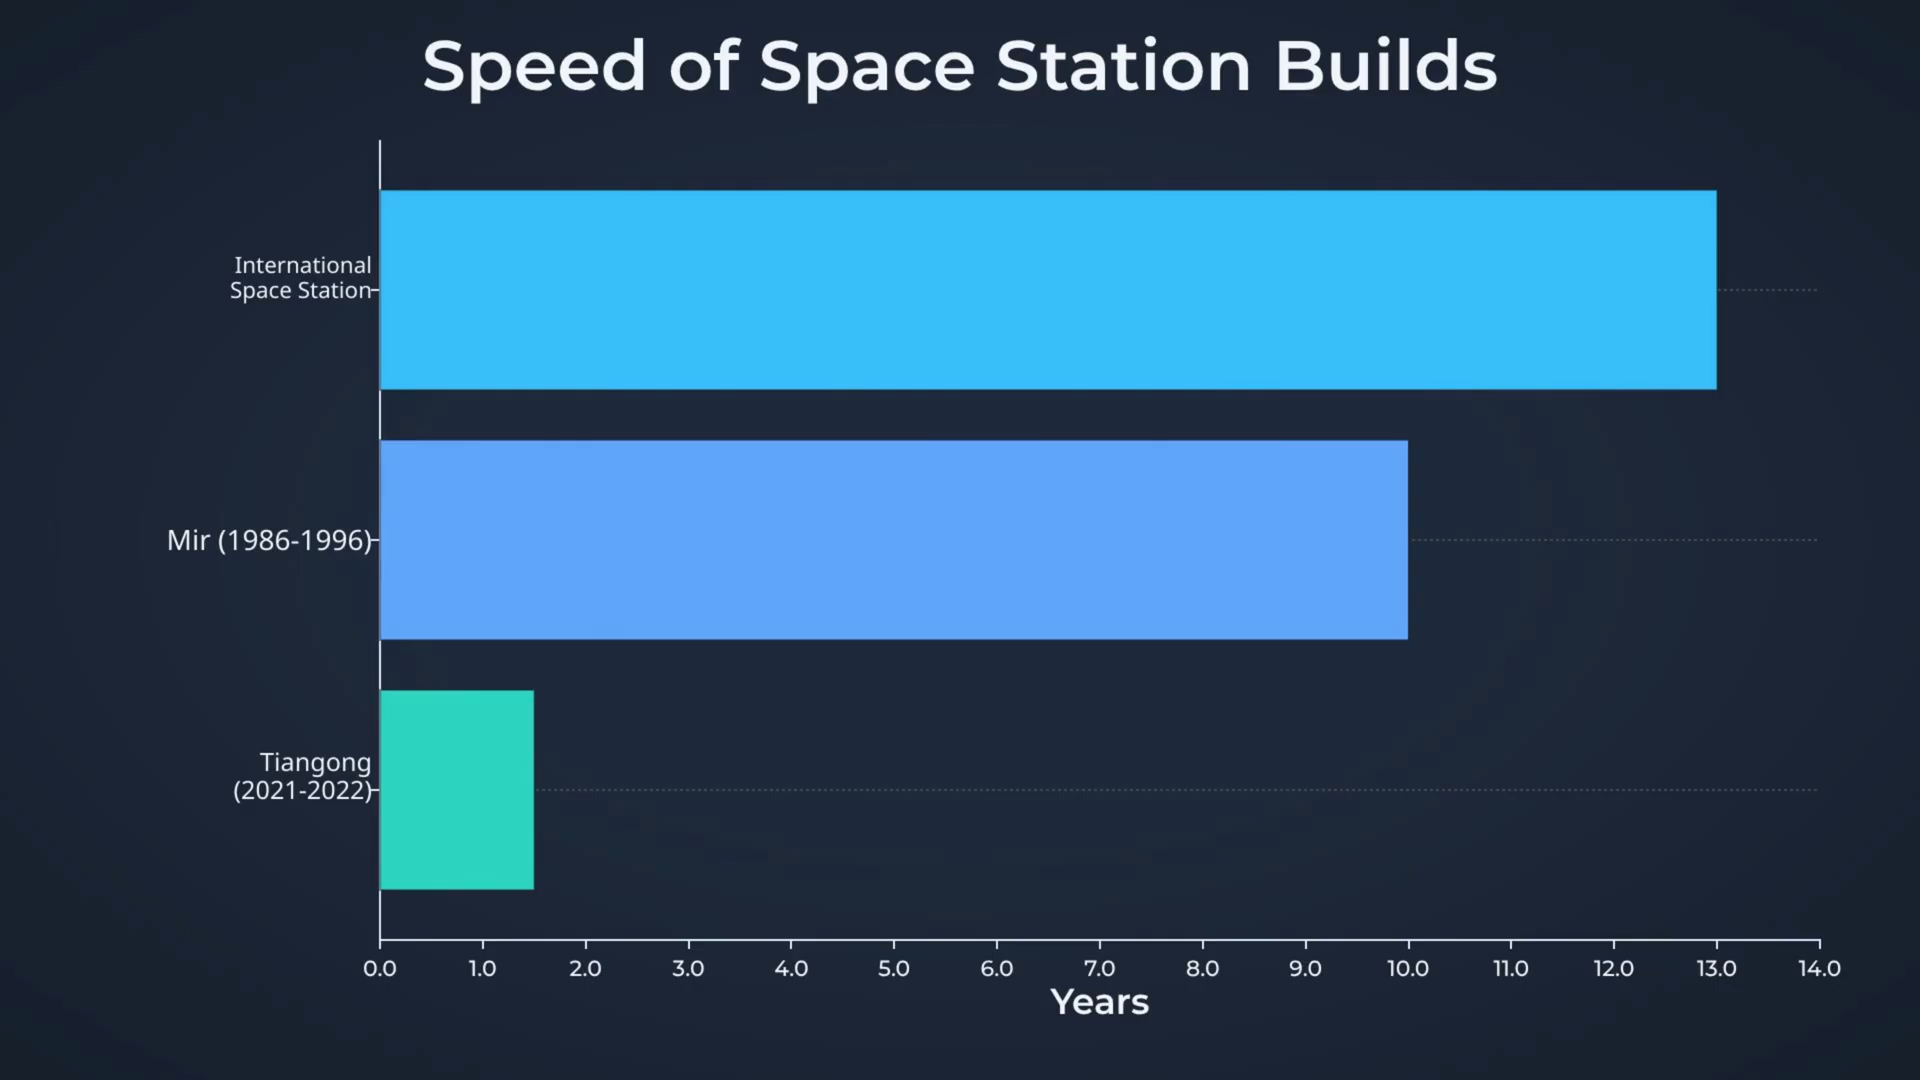 Speed of Space Station Builds
International
Space Station
Mir (1986-1996)
Tiangong
(2021-2022)
0.0 1.0 2.0 3.0 4.0 5.0 6.0 7.0 8.0 9.0 10.0 11.0 12.0 13.0 14.0
Years